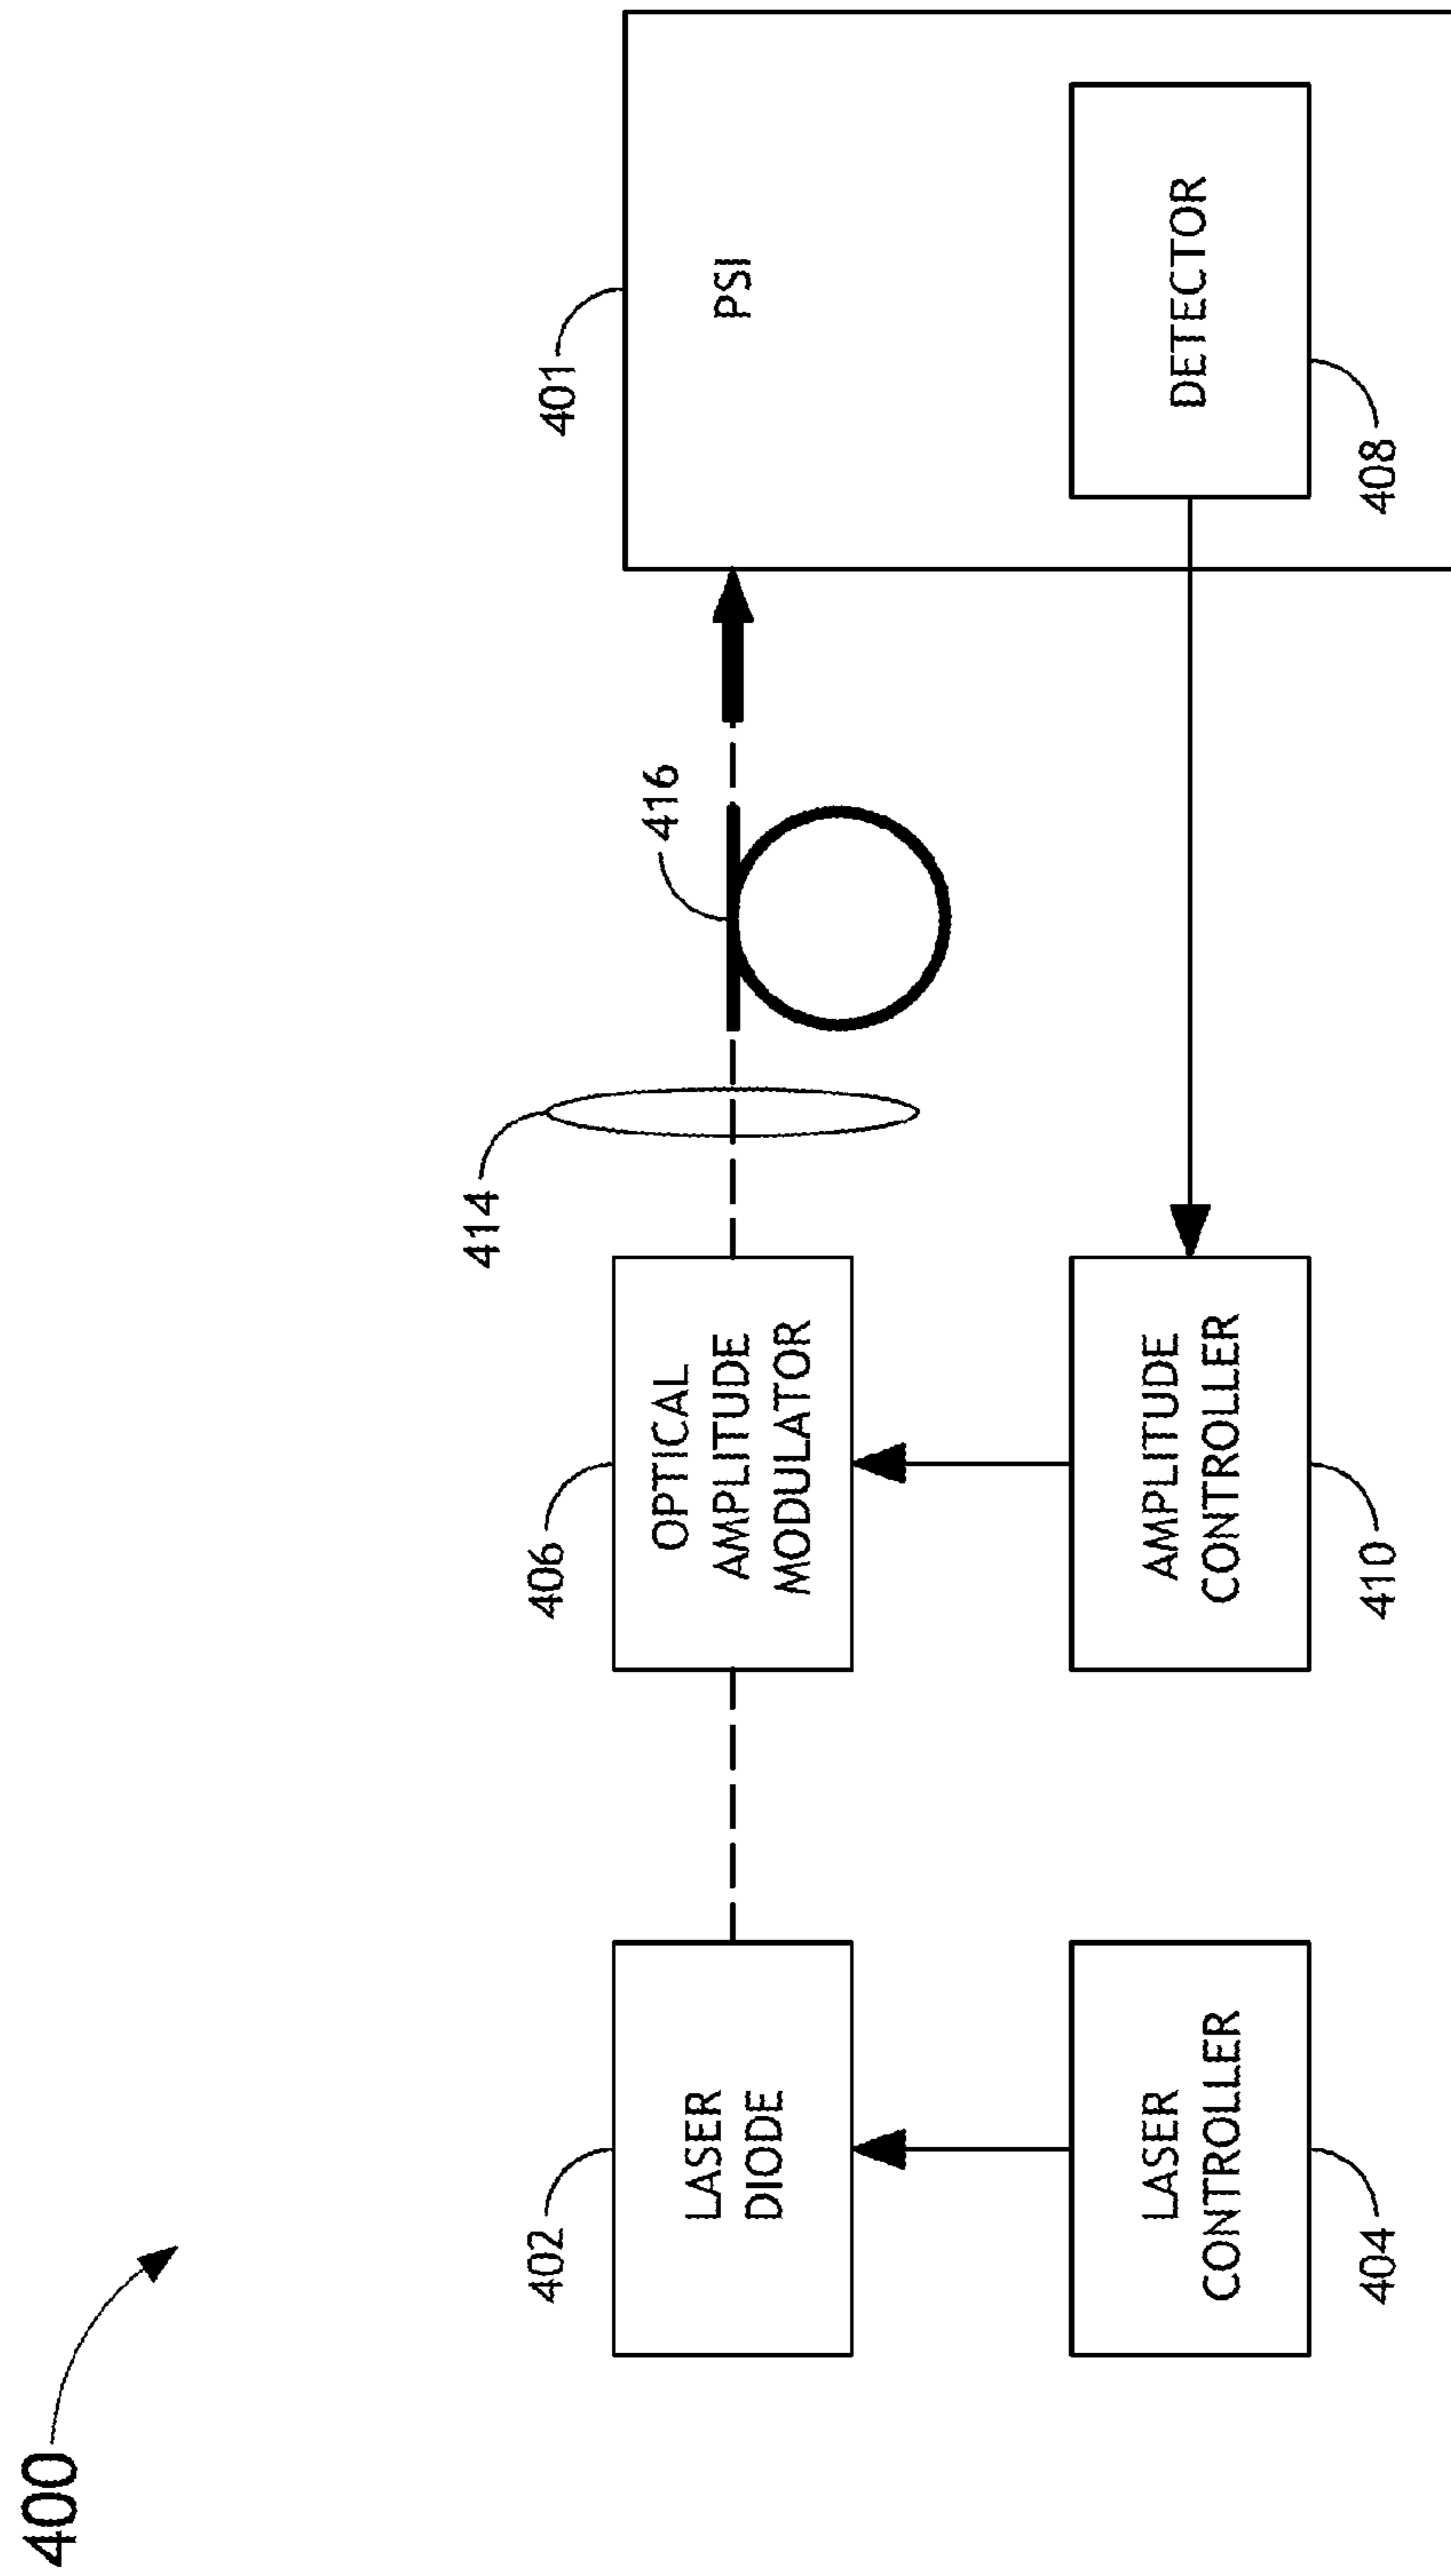 400
402
LASER
DIODE
LASER
CONTROLLER
404
406
OPTICAL
AMPLITUDE
MODULATOR
AMPLITUDE
CONTROLLER
410
414
416
401
PSI
DETECTOR
408